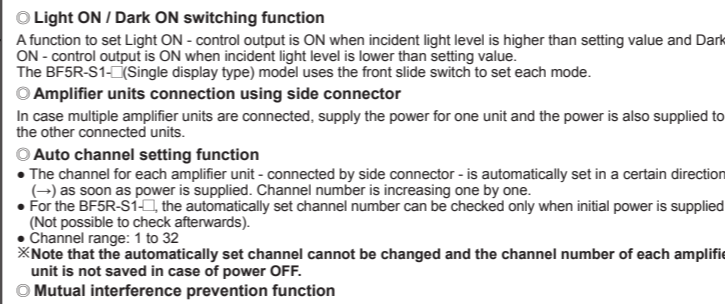 ◎ Light ON / Dark ON switching function
A function to set Light ON - control output is ON when incident light level is higher than setting value and Dark
ON - control output is ON when incident light level is lower than setting value.
The BF5R-S1-□(Single display type) model uses the front slide switch to set each mode.
◎ Amplifier units connection using side connector
In case multiple amplifier units are connected, supply the power for one unit and the power is also supplied to
the other connected units.
◎ Auto channel setting function
● The channel for each amplifier unit - connected by side connector - is automatically set in a certain direction
(→) as soon as power is supplied. Channel number is increasing one by one.
● For the BF5R-S1-□, the automatically set channel number can be checked only when initial power is supplied
(Not possible to check afterwards).
● Channel range: 1 to 32
※Note that the automatically set channel cannot be changed and the channel number of each amplifie
unit is not saved in case of power OFF.
◎ Mutual interference prevention function